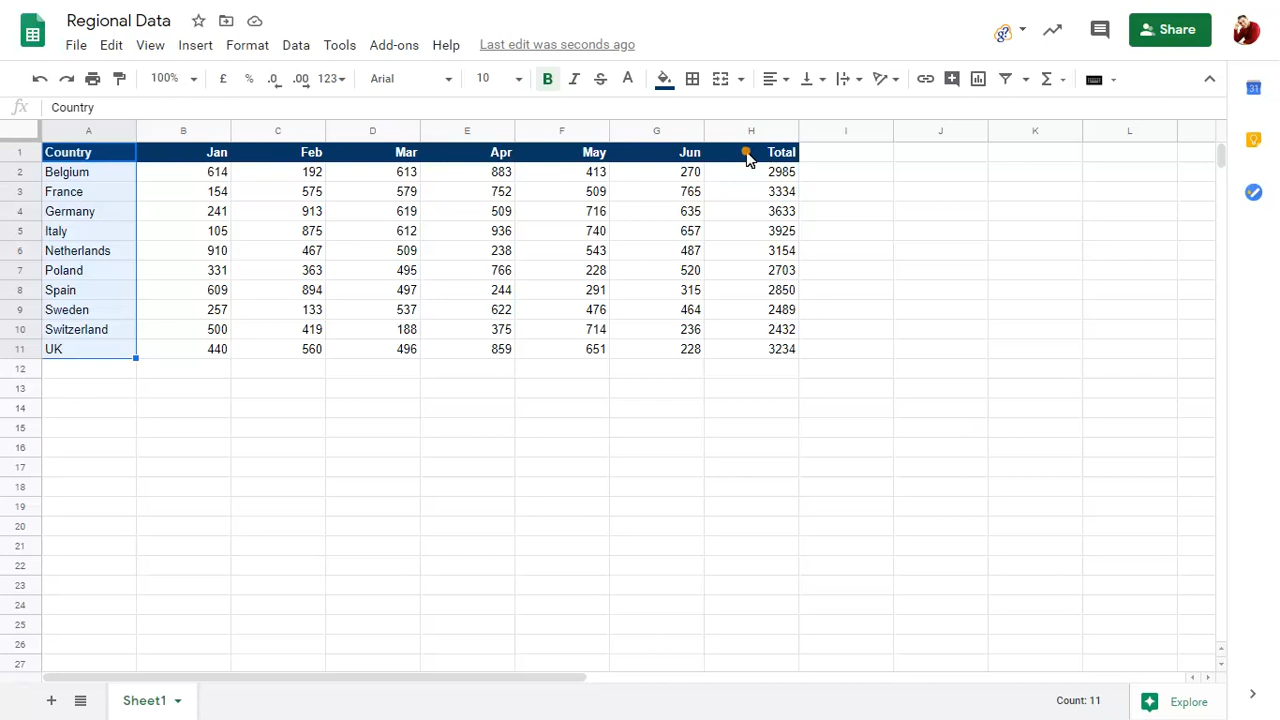 Regional Data
File Edit View Insert Format Data Tools Add-ons Help Last edit was seconds ago
Share
100% £ % .0 .00 123 Arial 10 B I S A
fx Country
A B C D E F G H I J K L
1 Country Jan Feb Mar Apr May Jun Total
2 Belgium 614 192 613 883 413 270 2985
3 France 154 575 579 752 509 765 3334
4 Germany 241 913 619 509 716 635 3633
5 Italy 105 875 612 936 740 657 3925
6 Netherlands 910 467 509 238 543 487 3154
7 Poland 331 363 495 766 228 520 2703
8 Spain 609 894 497 244 291 315 2850
9 Sweden 257 133 537 622 476 464 2489
10 Switzerland 500 419 188 375 714 236 2432
11 UK 440 560 496 859 651 228 3234
12
13
14
15
16
17
18
19
20
21
22
23
24
25
26
27
Sheet1 Count: 11 Explore
31